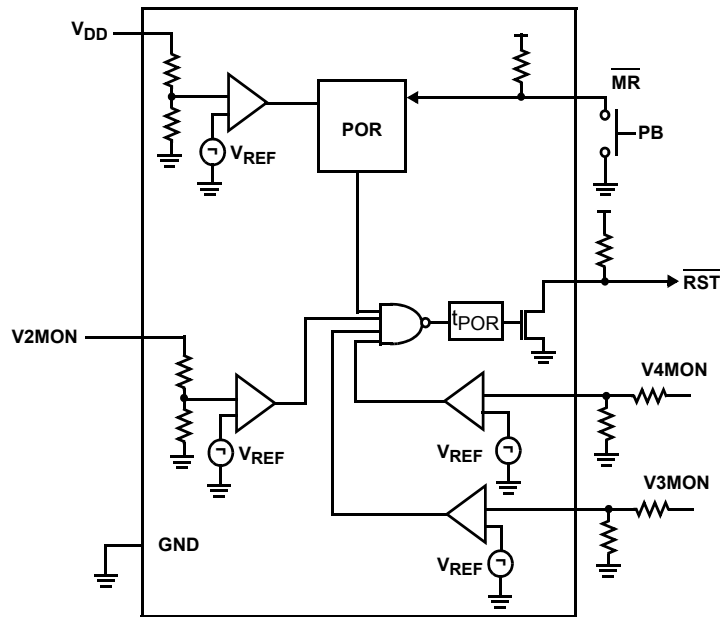 VDD
MR
POR
PB
VREF
RST
tPOR
V2MON
V4MON
VREF
VREF
V3MON
GND
VREF